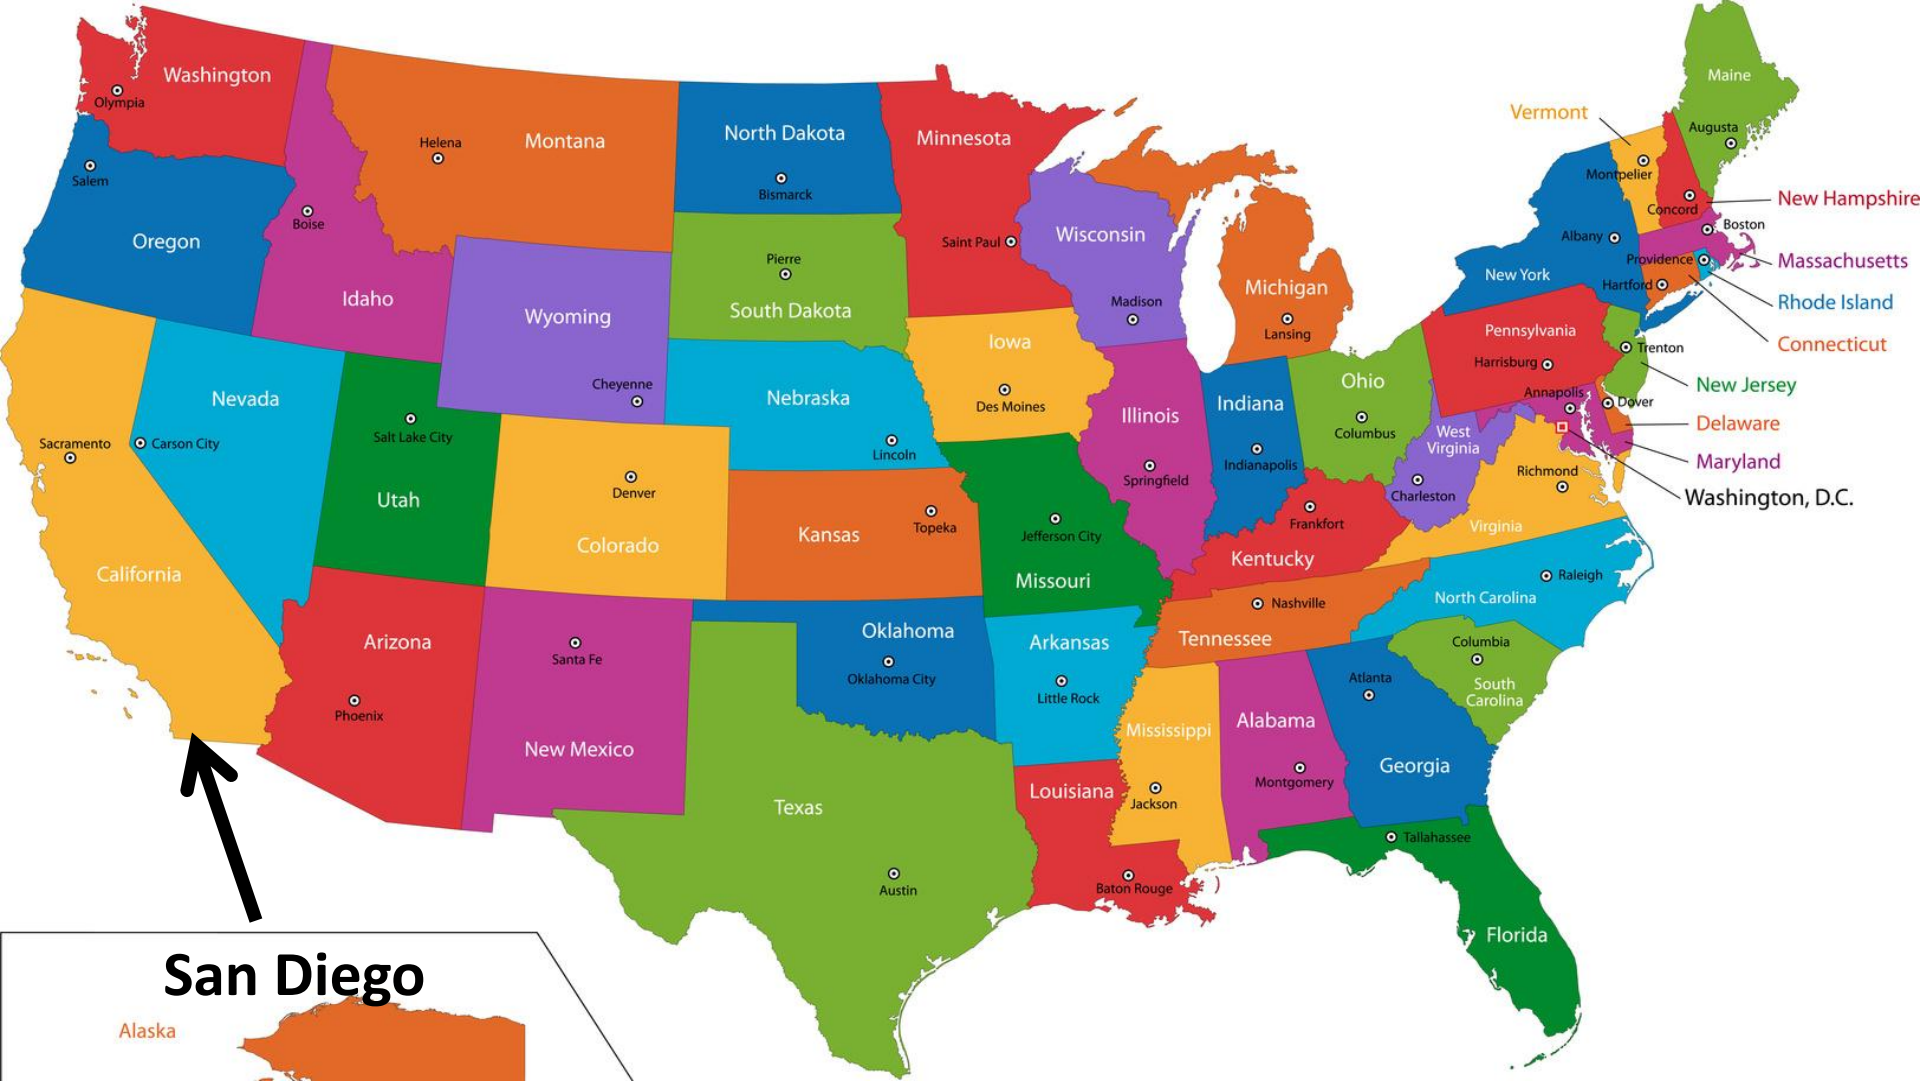 Washington
Olympia
Salem
Oregon
Boise
Idaho
Helena
Montana
North Dakota
Bismarck
Minnesota
Saint Paul
Wisconsin
Madison
Michigan
Lansing
Vermont
Montpelier
Maine
Augusta
Concord
New Hampshire
Boston
Massachusetts
Albany
New York
Providence
Rhode Island
Hartford
Connecticut
Pierre
South Dakota
Wyoming
Cheyenne
Iowa
Des Moines
Nebraska
Lincoln
Nevada
Sacramento
Carson City
California
Salt Lake City
Utah
Denver
Colorado
Kansas
Topeka
Jefferson City
Missouri
Illinois
Springfield
Indiana
Indianapolis
Ohio
Columbus
Pennsylvania
Harrisburg
Trenton
New Jersey
Annapolis
Dover
Delaware
Maryland
Washington, D.C.
West
Virginia
Charleston
Richmond
Virginia
Frankfort
Kentucky
Nashville
Tennessee
Raleigh
North Carolina
Columbia
South
Carolina
Arizona
Phoenix
Santa Fe
New Mexico
Oklahoma
Oklahoma City
Arkansas
Little Rock
Mississippi
Jackson
Alabama
Montgomery
Atlanta
Georgia
Texas
Austin
Louisiana
Baton Rouge
Tallahassee
Florida
San Diego
Alaska